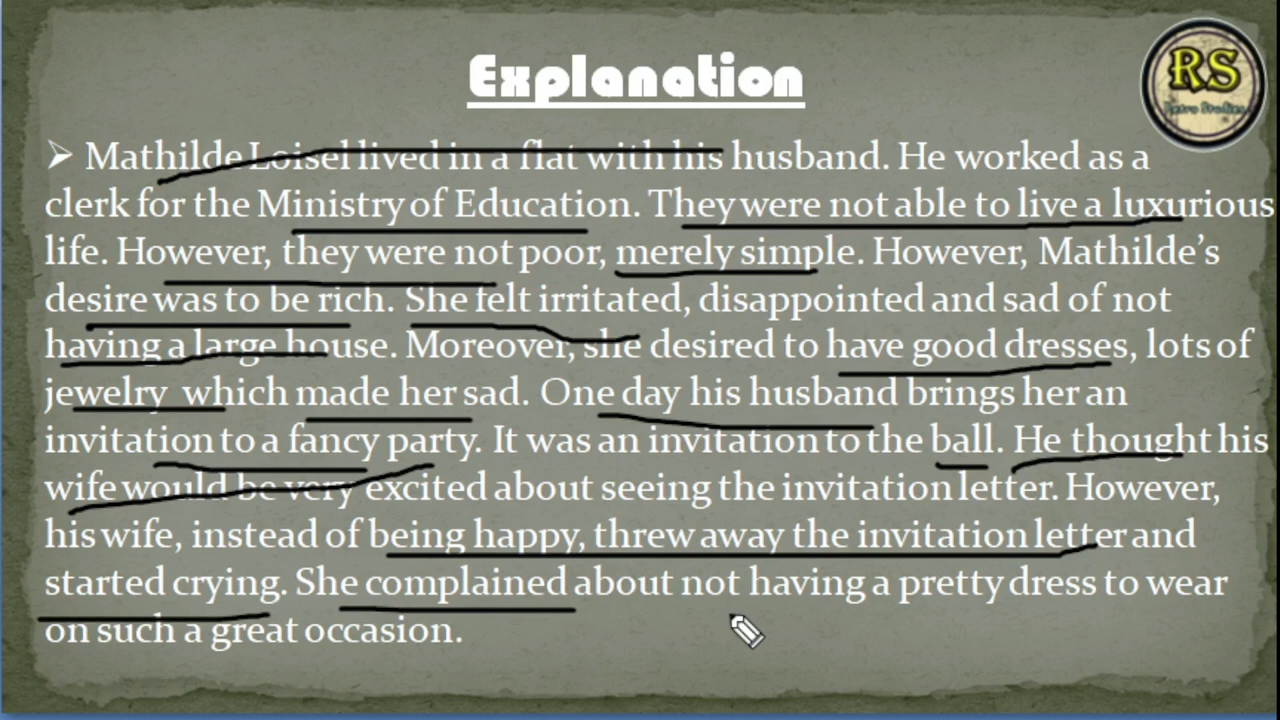 Explanation
RS
Retro Studies
➢ Mathilde Loisel lived in a flat with his husband. He worked as a
clerk for the Ministry of Education. They were not able to live a luxurious
life. However, they were not poor, merely simple. However, Mathilde’s
desire was to be rich. She felt irritated, disappointed and sad of not
having a large house. Moreover, she desired to have good dresses, lots of
jewelry which made her sad. One day his husband brings her an
invitation to a fancy party. It was an invitation to the ball. He thought his
wife would be very excited about seeing the invitation letter. However,
his wife, instead of being happy, threw away the invitation letter and
started crying. She complained about not having a pretty dress to wear
on such a great occasion.